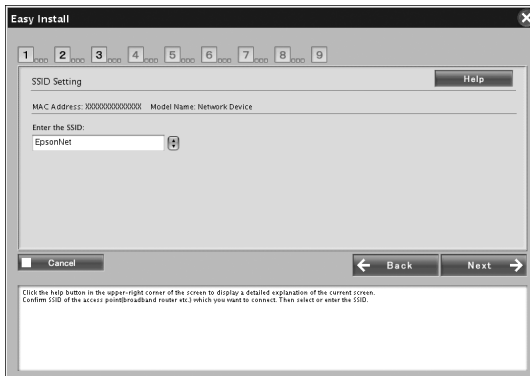 Easy Install
1 2 3 4 5 6 7 8 9
SSID Setting
Help
MAC Address: XXXXXXXXXXXXXX Model Name: Network Device
Enter the SSID:
EpsonNet
Cancel
Back
Next
Click the help button in the upper-right corner of the screen to display a detailed explanation of the current screen.
Confirm SSID of the access point(broadband router etc.) which you want to connect. Then select or enter the SSID.